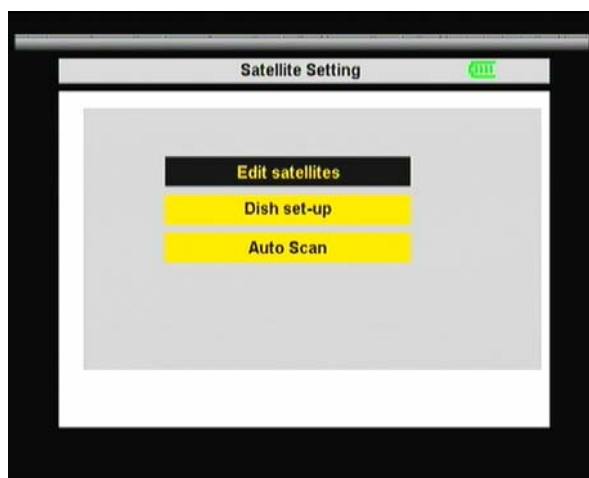 Satellite Setting
Edit satellites
Dish set-up
Auto Scan